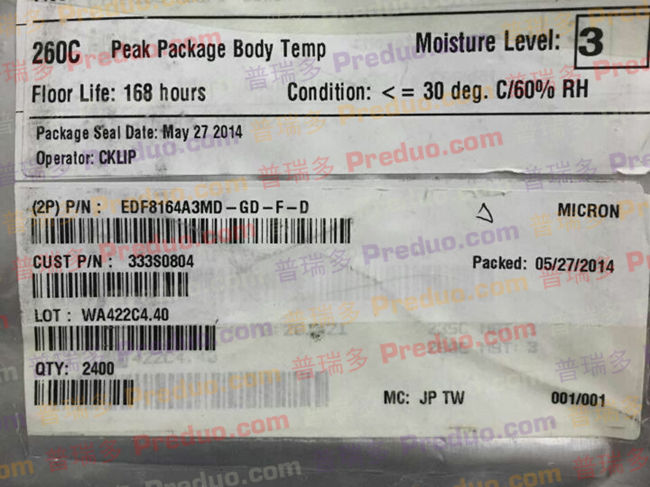 260C Peak Package Body Temp Moisture Level: 3
Floor Life: 168 hours Condition: < = 30 deg. C/60% RH
Package Seal Date: May 27 2014
Operator: CKLIP
(2P) P/N : EDF8164A3MD-GD-F-D MICRON
CUST P/N : 333S0804 Packed: 05/27/2014
LOT : WA422C4.40
QTY: 2400
MC: JP TW 001/001
普瑞多 Preduo.com